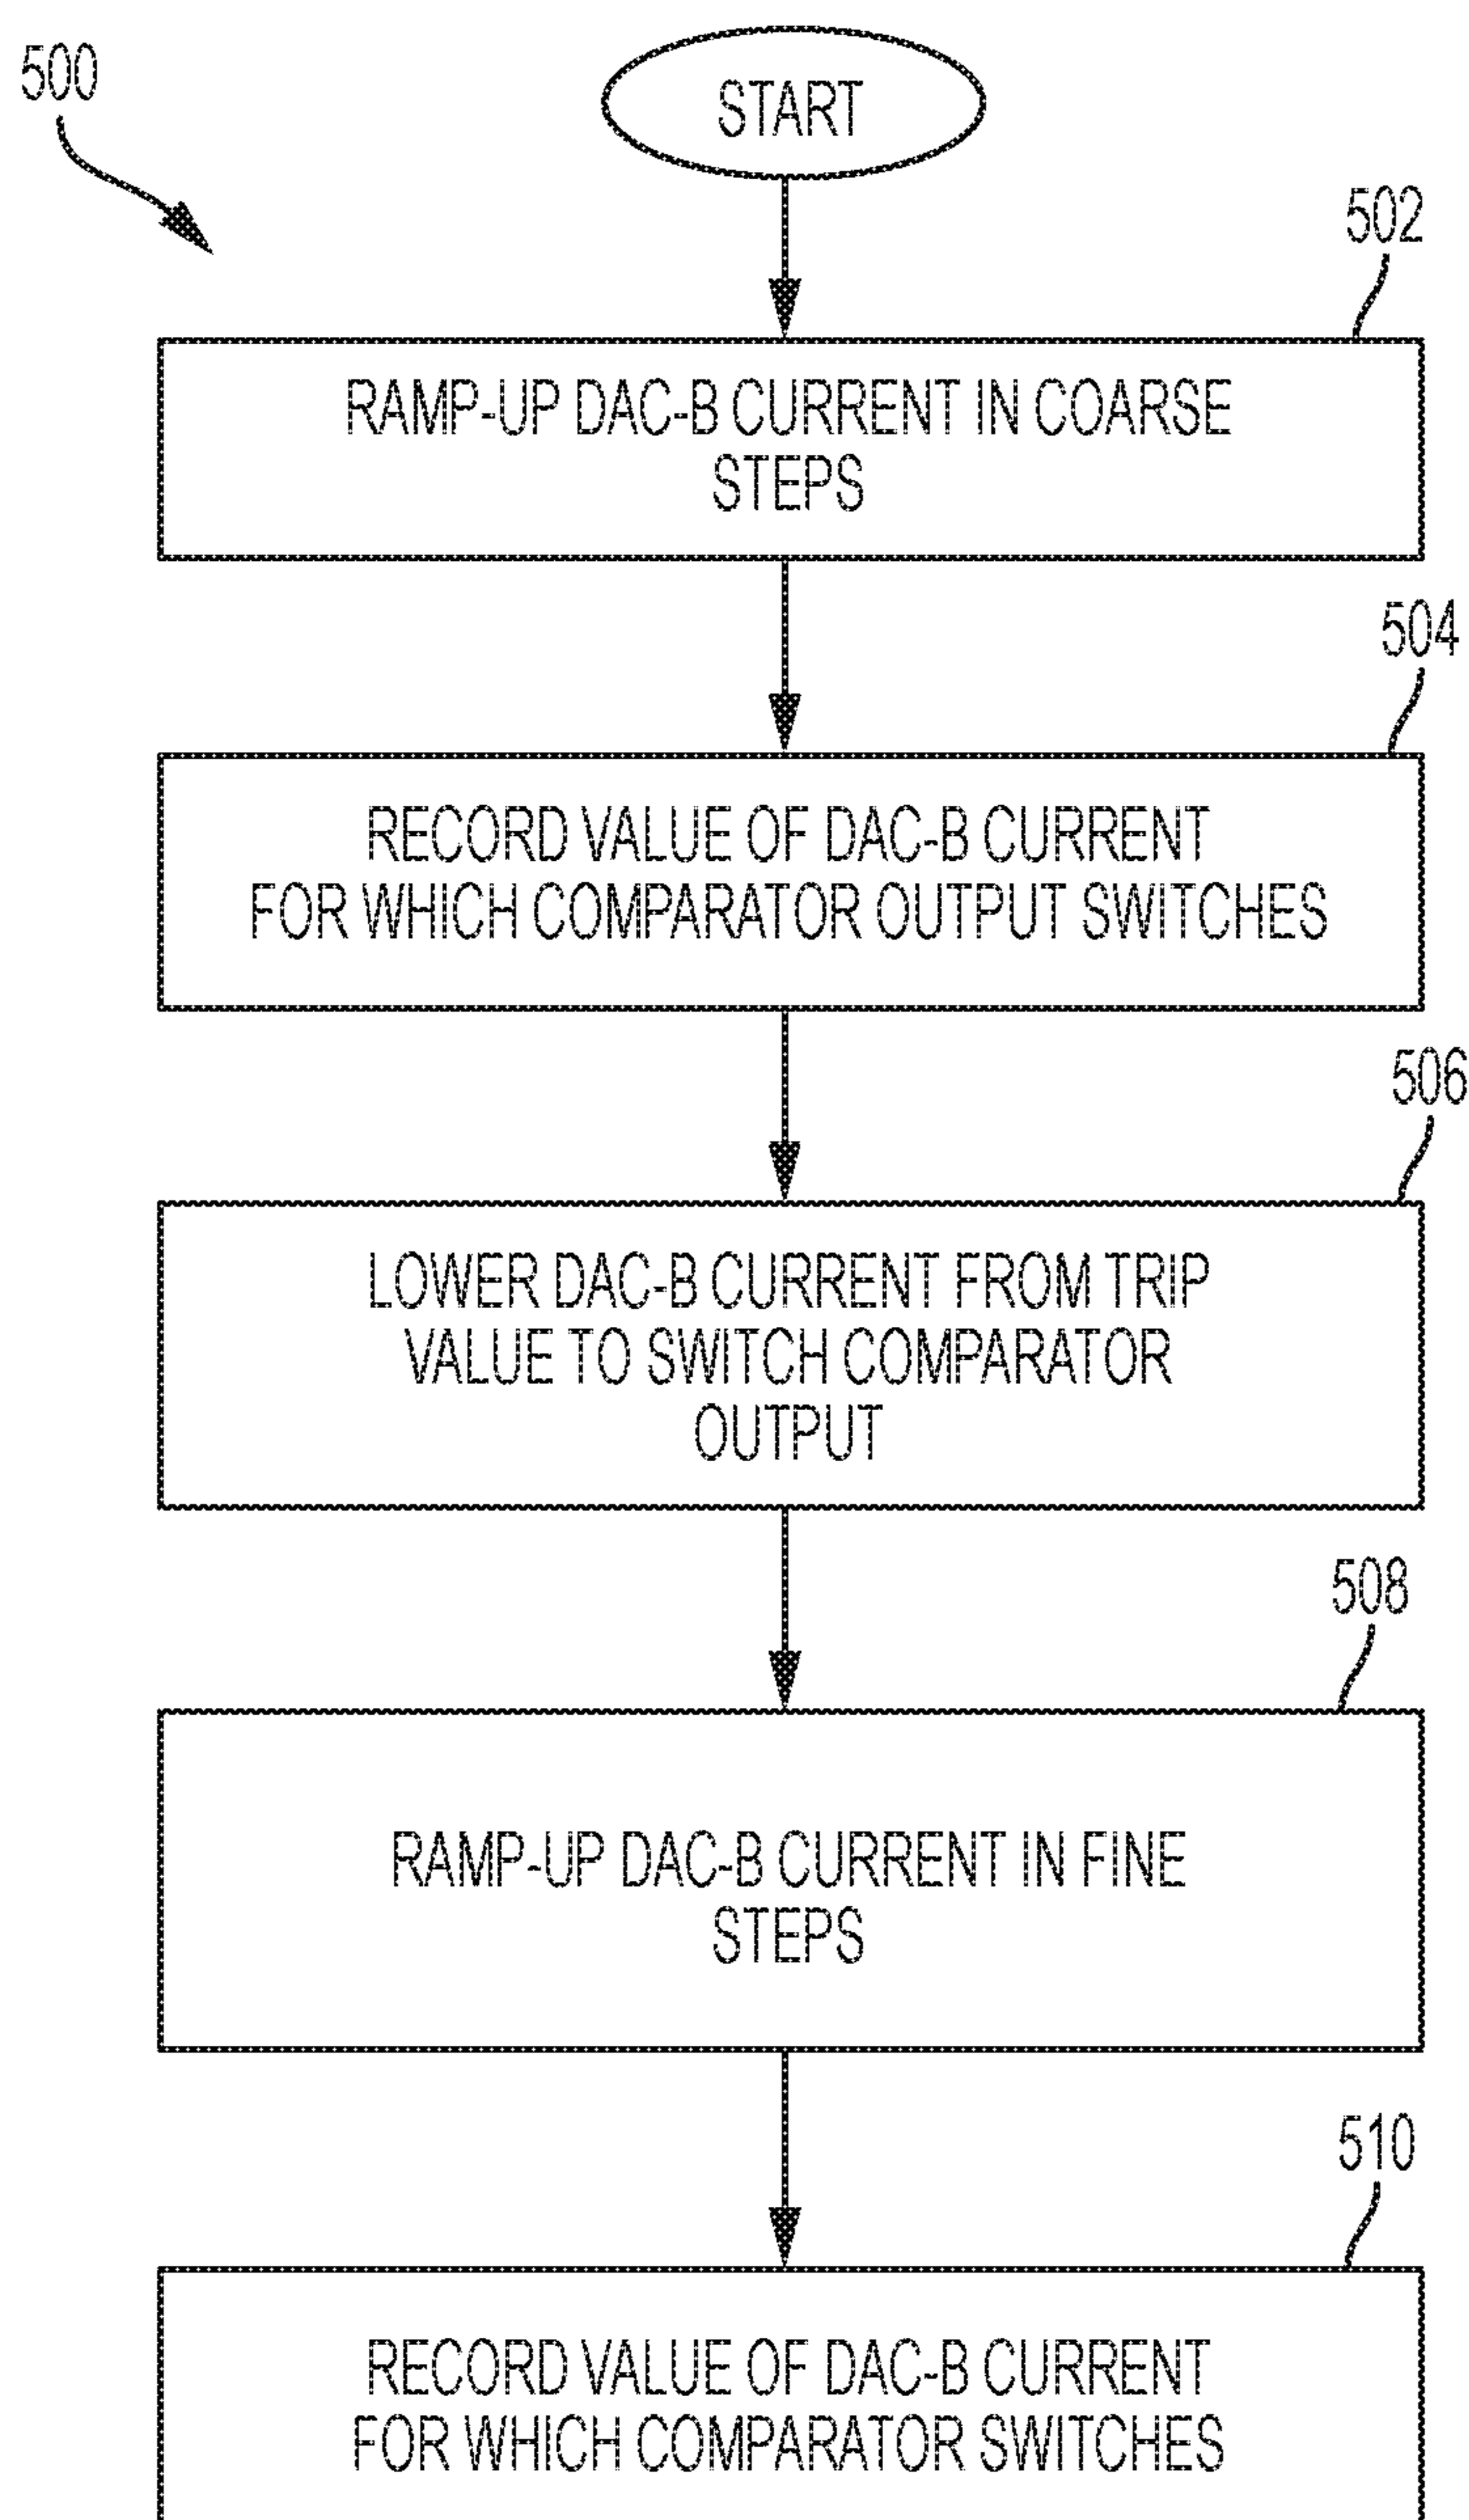 500
START
502
RAMP-UP DAC-B CURRENT IN COARSE
STEPS
504
RECORD VALUE OF DAC-B CURRENT
FOR WHICH COMPARATOR OUTPUT SWITCHES
506
LOWER DAC-B CURRENT FROM TRIP
VALUE TO SWITCH COMPARATOR
OUTPUT
508
RAMP-UP DAC-B CURRENT IN FINE
STEPS
510
RECORD VALUE OF DAC-B CURRENT
FOR WHICH COMPARATOR SWITCHES